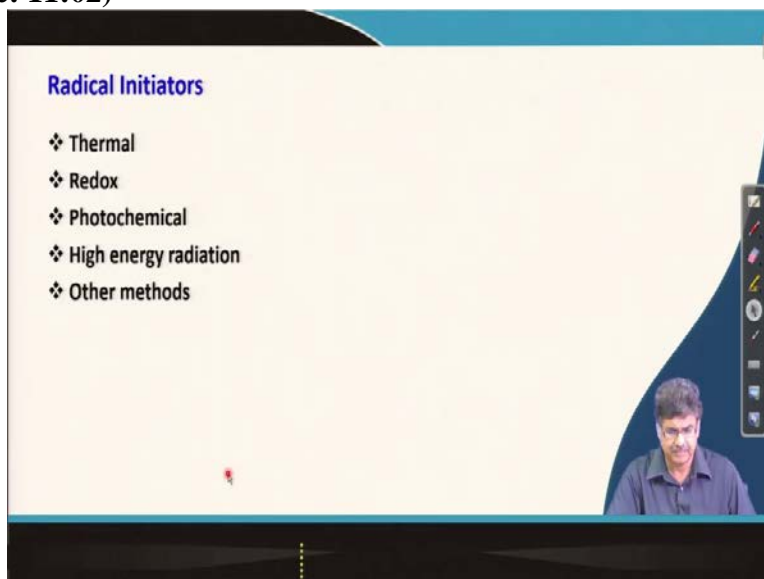 Radical Initiators
❖ Thermal
❖ Redox
❖ Photochemical
❖ High energy radiation
❖ Other methods